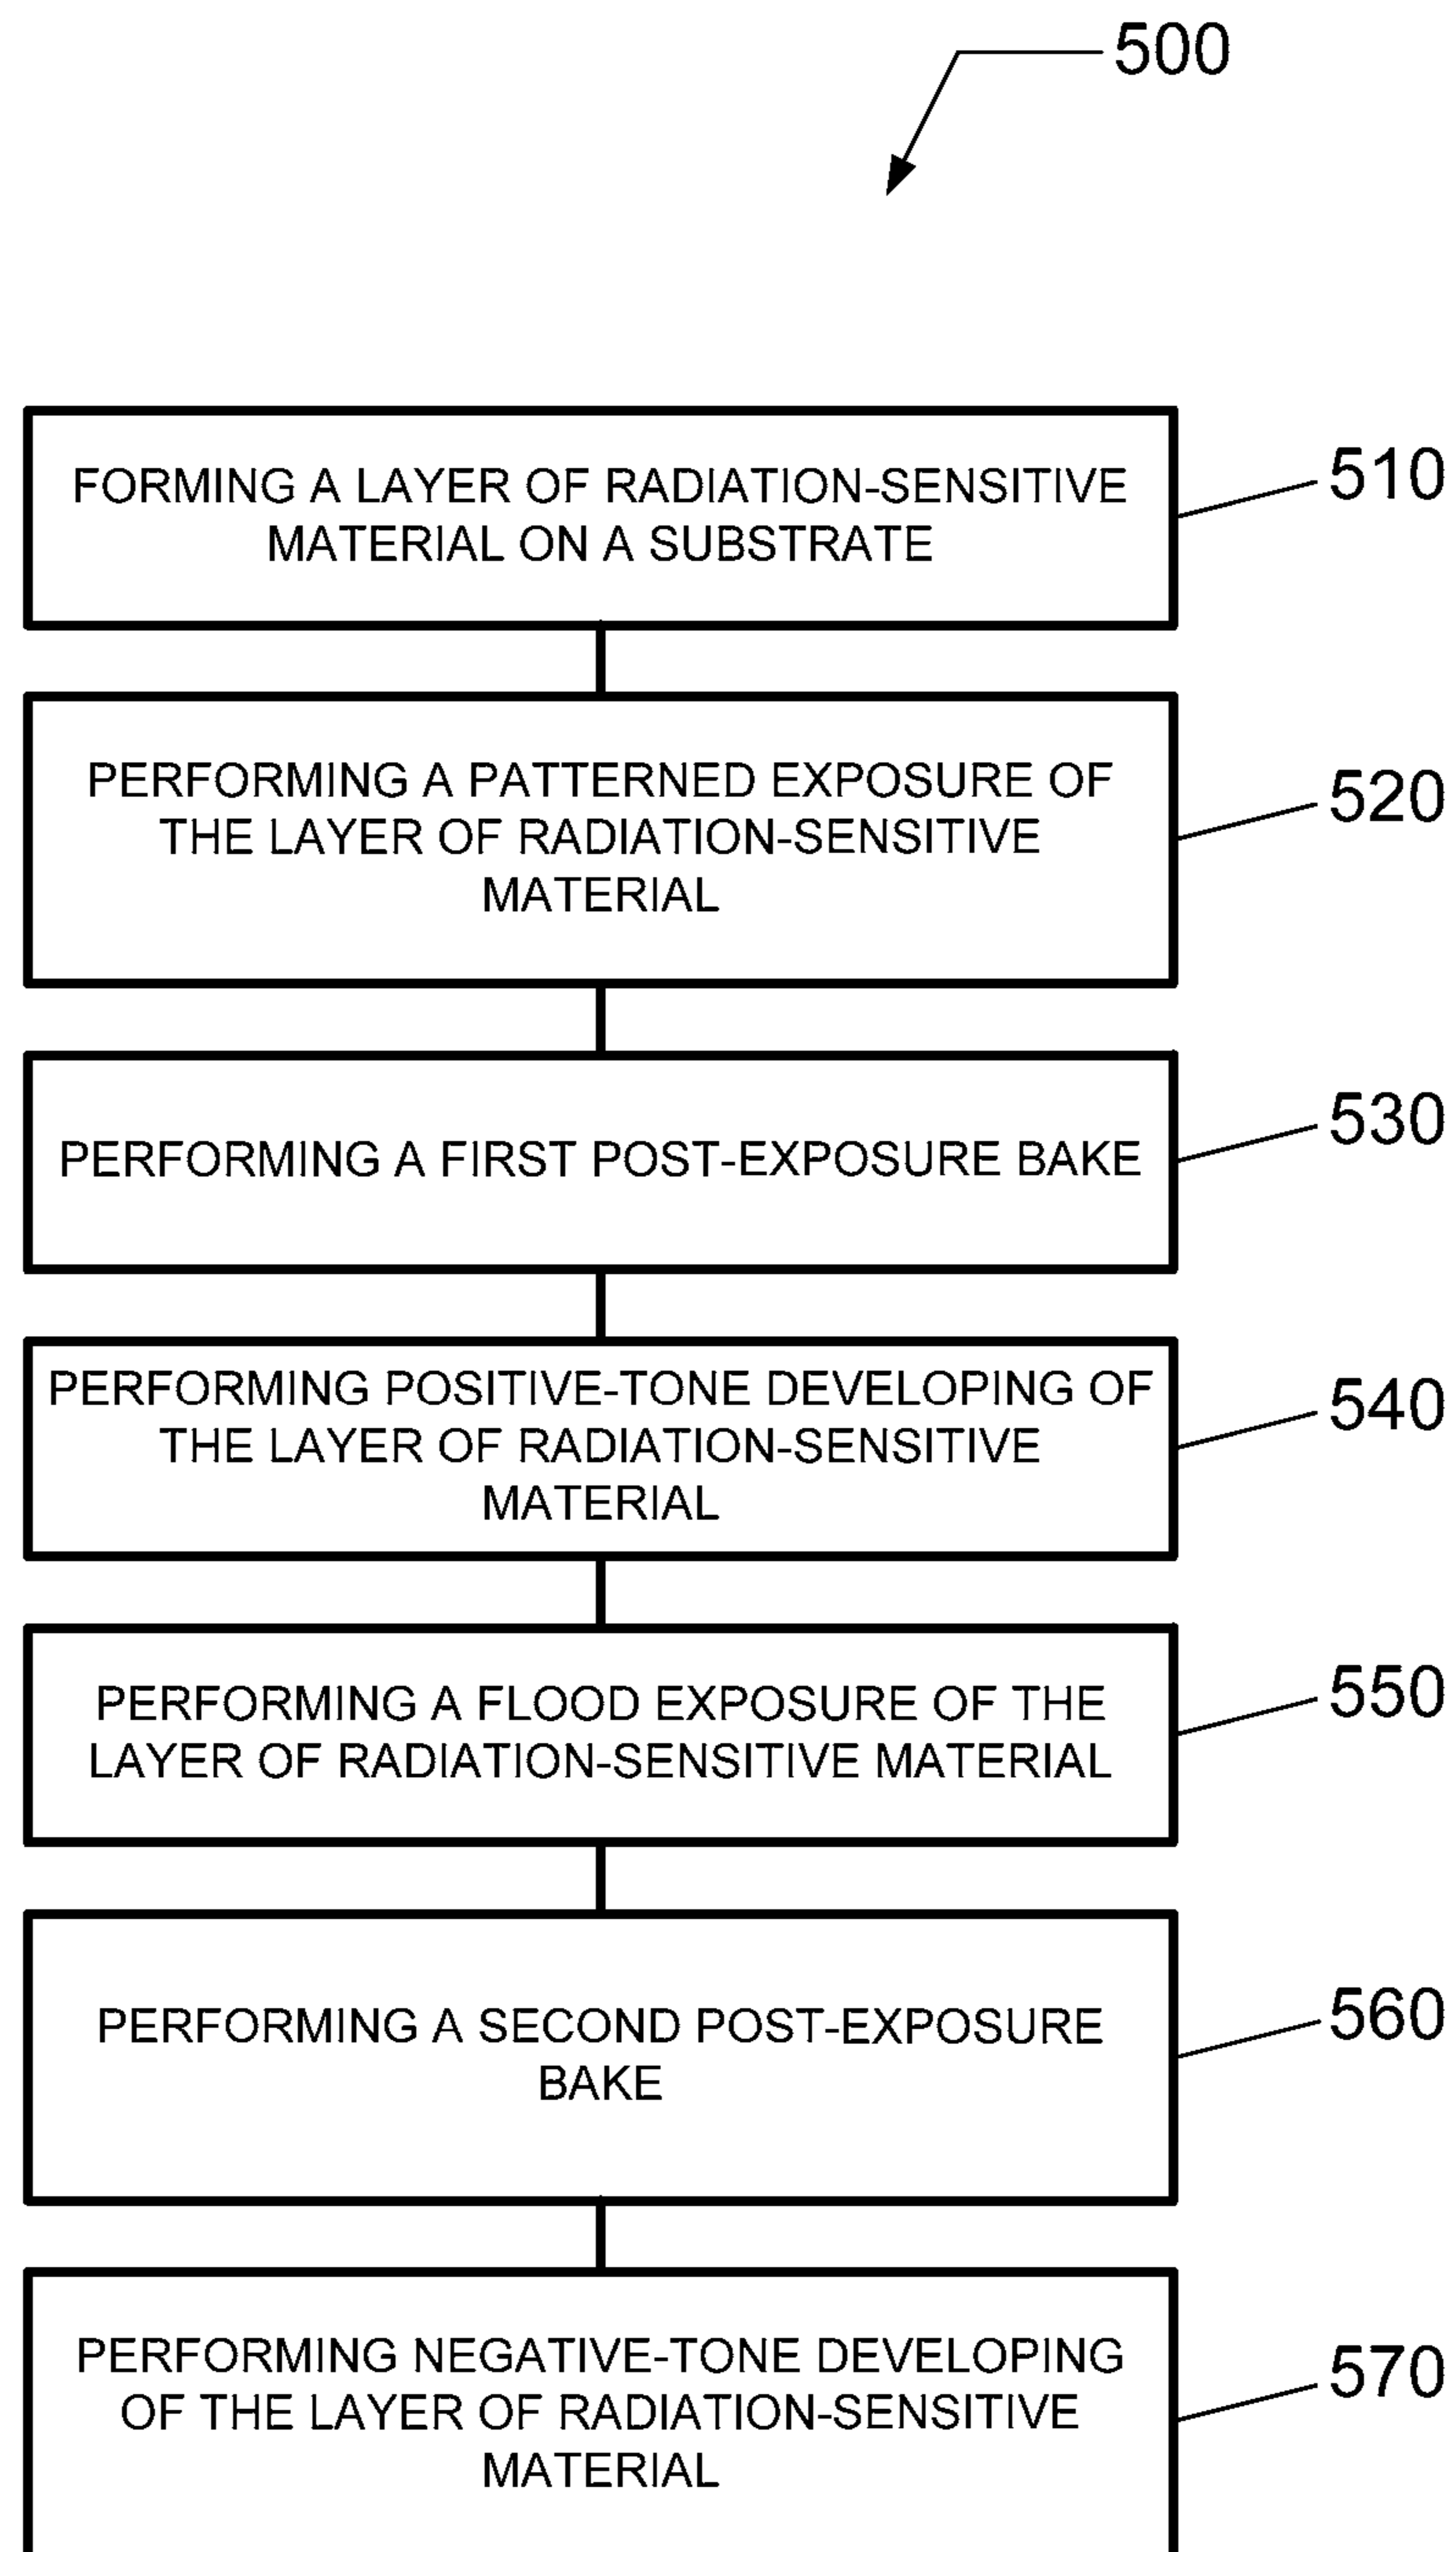 500
FORMING A LAYER OF RADIATION-SENSITIVE
MATERIAL ON A SUBSTRATE
510
PERFORMING A PATTERNED EXPOSURE OF
THE LAYER OF RADIATION-SENSITIVE
MATERIAL
520
PERFORMING A FIRST POST-EXPOSURE BAKE
530
PERFORMING POSITIVE-TONE DEVELOPING OF
THE LAYER OF RADIATION-SENSITIVE
MATERIAL
540
PERFORMING A FLOOD EXPOSURE OF THE
LAYER OF RADIATION-SENSITIVE MATERIAL
550
PERFORMING A SECOND POST-EXPOSURE
BAKE
560
PERFORMING NEGATIVE-TONE DEVELOPING
OF THE LAYER OF RADIATION-SENSITIVE
MATERIAL
570